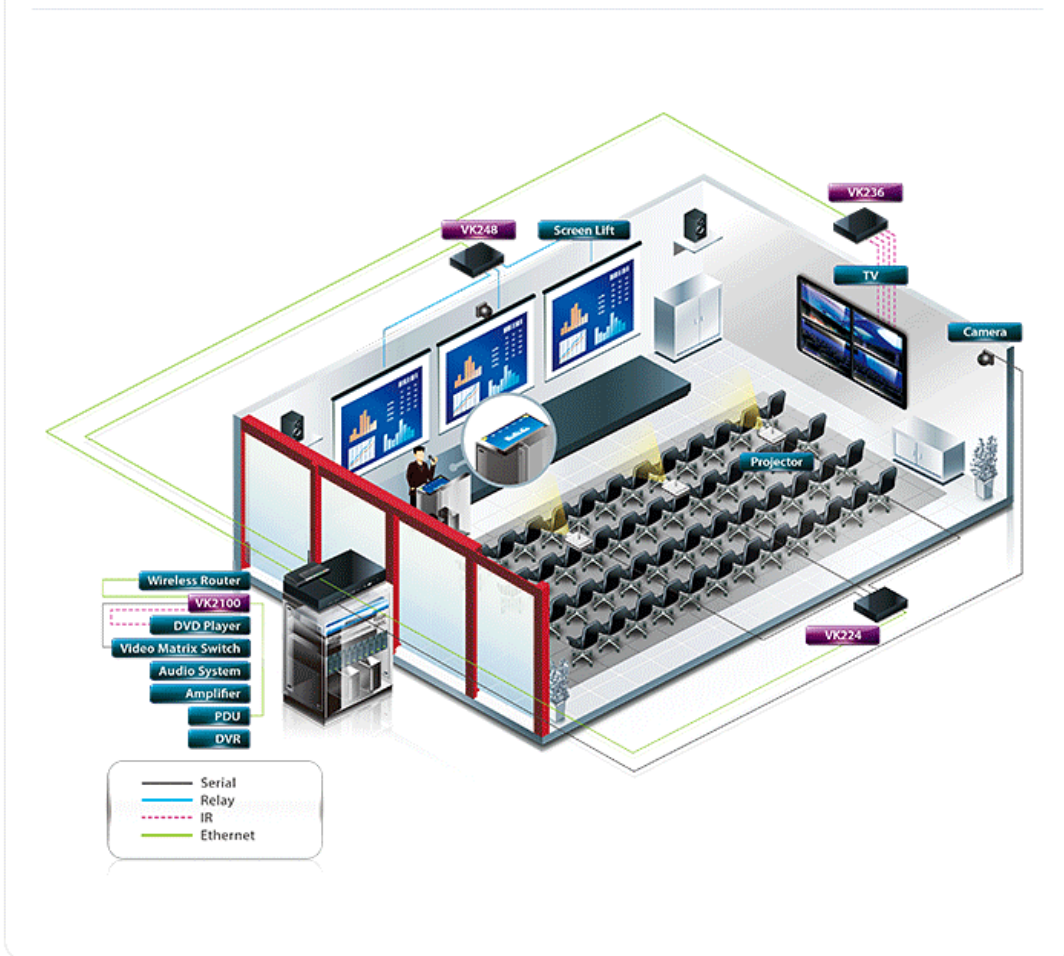 VK236
VK248
Screen Lift
TV
Camera
Projector
Wireless Router
VK2100
DVD Player
VK224
Video Matrix Switch
Audio System
Amplifier
PDU
DVR
Serial
Relay
IR
Ethernet